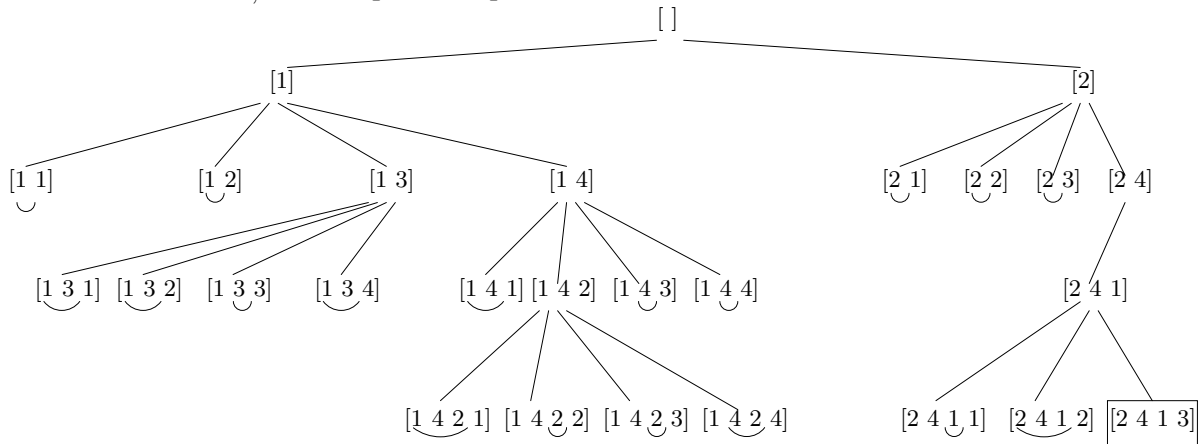 [ ]
[1] [2]
[1 1] [1 2] [1 3] [1 4] [2 1] [2 2] [2 3] [2 4]
[1 3 1] [1 3 2] [1 3 3] [1 3 4] [1 4 1] [1 4 2] [1 4 3] [1 4 4] [2 4 1]
[1 4 2 1] [1 4 2 2] [1 4 2 3] [1 4 2 4] [2 4 1 1] [2 4 1 2] [2 4 1 3]